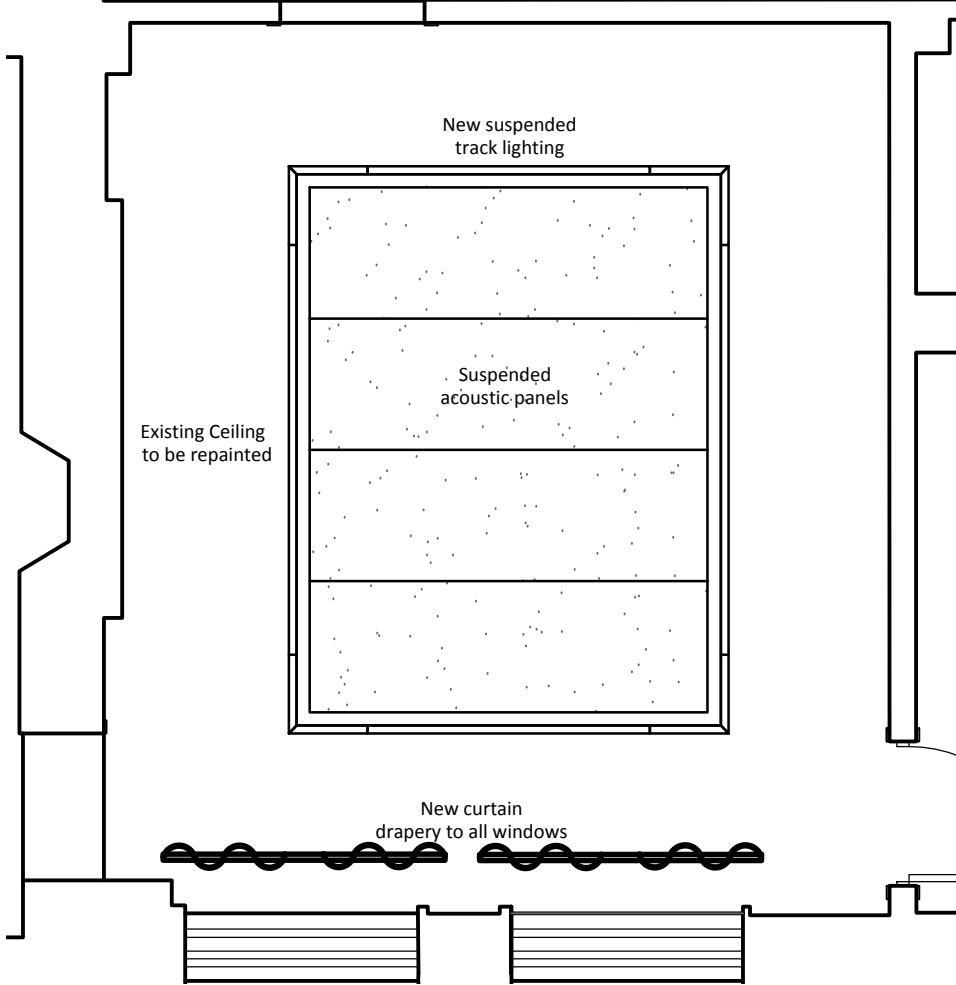 New suspended
track lighting
Suspended
acoustic panels
Existing Ceiling
to be repainted
New curtain
drapery to all windows